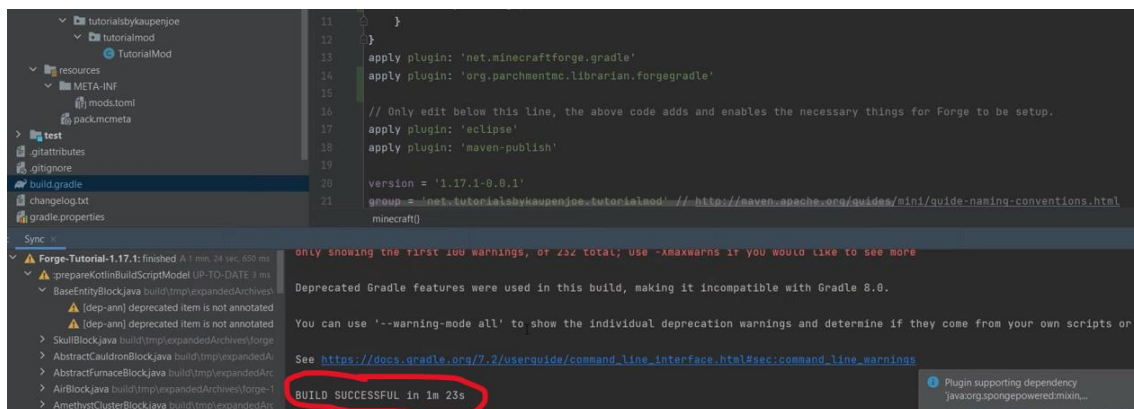 tutorialsbykaupenjoe
tutorialmod
TutorialMod
resources
META-INF
mods.toml
pack.mcmeta
test
.gitattributes
.gitignore
build.gradle
changelog.txt
gradle.properties
11 }
12 }
13 apply plugin: 'net.minecraftforge.gradle'
14 apply plugin: 'org.parchmentmc.librarian.forgegradle'
15
16 // Only edit below this line, the above code adds and enables the necessary things for Forge to be setup.
17 apply plugin: 'eclipse'
18 apply plugin: 'maven-publish'
19
20 version = '1.17.1-0.0.1'
21 group = 'net.tutorialsbykaupenjoe.tutorialmod' // http://maven.apache.org/guides/mini/guide-naming-conventions.html
minecraft{}
Sync ×
Forge-Tutorial-1.17.1: finished A 1 min, 24 sec, 650 ms
:prepareKotlinBuildScriptModel UP-TO-DATE 3 ms
BaseEntityBlock.java build\tmp\expandedArchives\
[dep-ann] deprecated item is not annotated
[dep-ann] deprecated item is not annotated
SkullBlock.java build\tmp\expandedArchives\forge
AbstractCauldronBlock.java build\tmp\expandedAr
AbstractFurnaceBlock.java build\tmp\expandedArc
AirBlock.java build\tmp\expandedArchives\forge-1
AmethystClusterBlock.java build\tmp\expandedArc
only showing the first 100 warnings, of 232 total; use -Xmaxwarns if you would like to see more
Deprecated Gradle features were used in this build, making it incompatible with Gradle 8.0.
You can use '--warning-mode all' to show the individual deprecation warnings and determine if they come from your own scripts or
See https://docs.gradle.org/7.2/userguide/command_line_interface.html#sec:command_line_warnings
BUILD SUCCESSFUL in 1m 23s
Plugin supporting dependency
'java:org.spongepowered:mixin,...